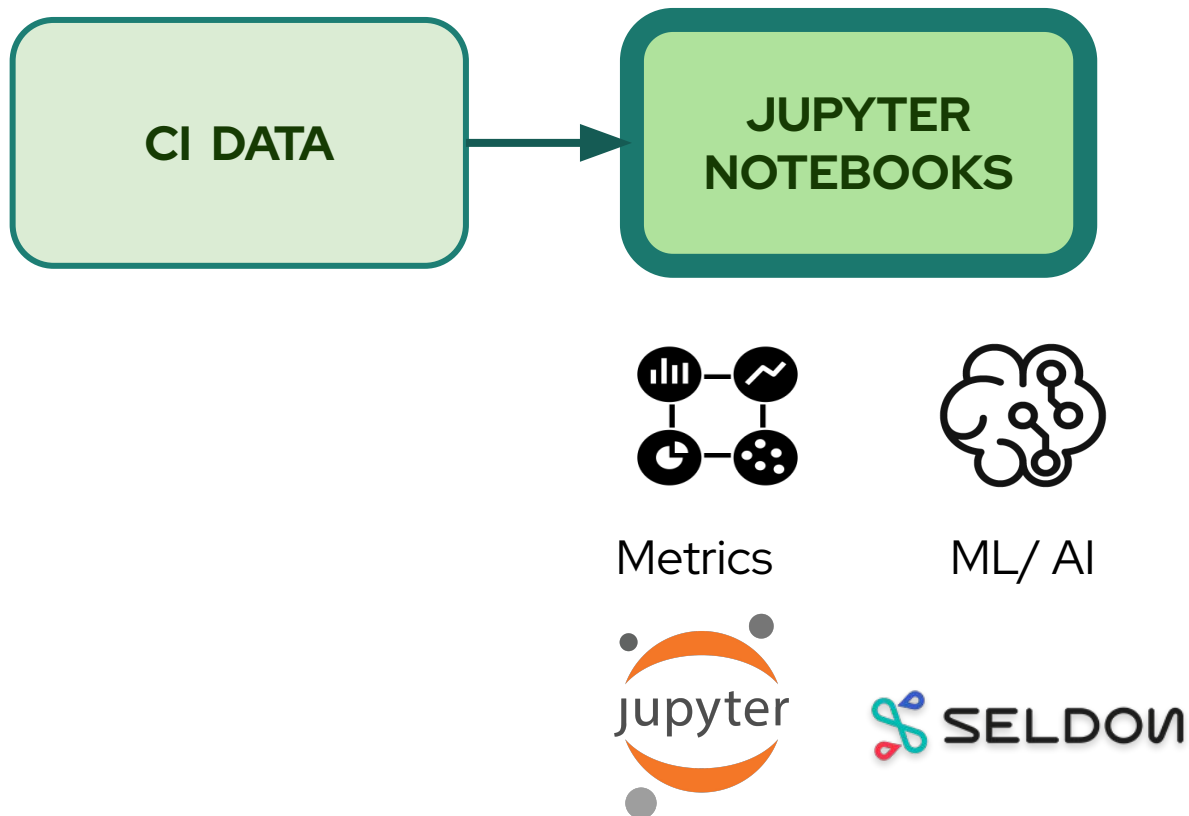 CI DATA
JUPYTER
NOTEBOOKS
Metrics
ML/ AI
jupyter
SELDON